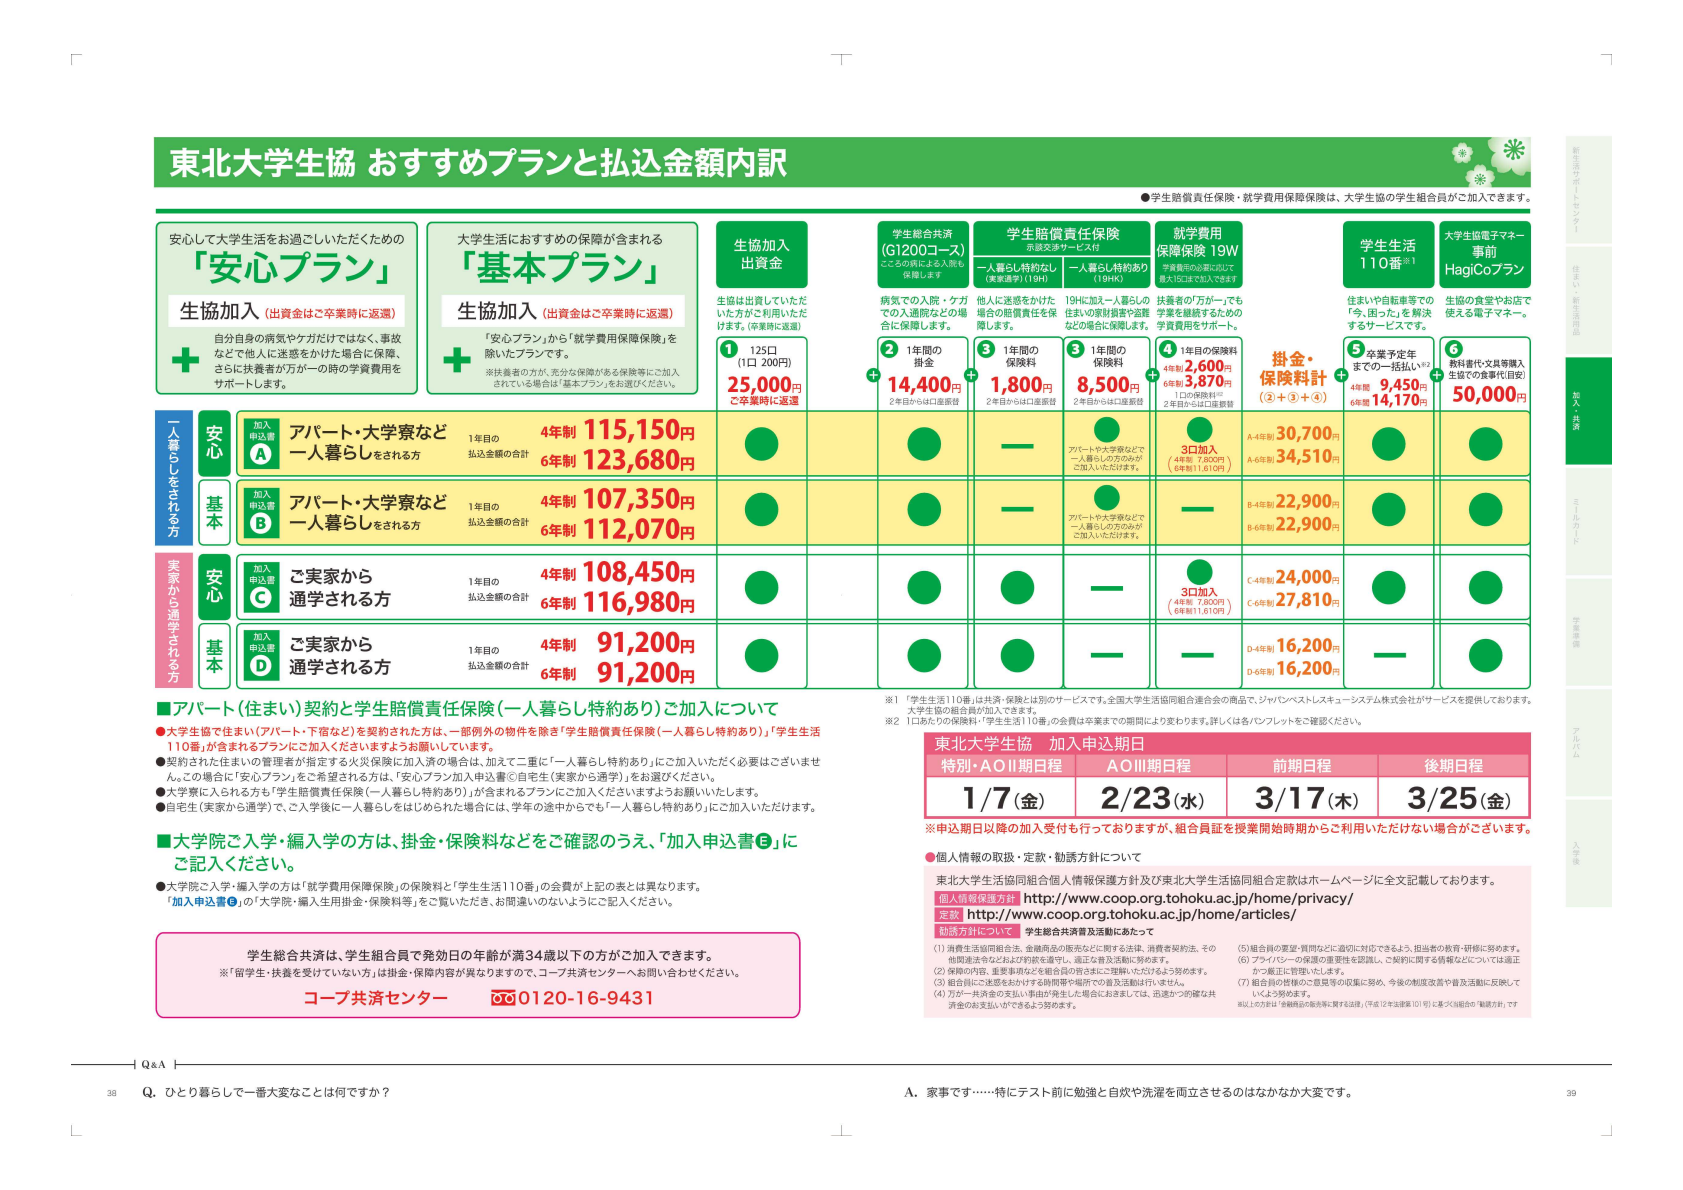 東北大学生協 おすすめプランと払込金額内訳
●学生賠償責任保険・就学費用保障保険は、大学生協の学生組合員がご加入できます。
安心して大学生活をお過ごしいただくための
「安心プラン」
生協加入(出資金はご卒業時に返還)
+
自分自身の病気やケガだけではなく、事故
などで他人に迷惑をかけた場合に保障、
さらに扶養者が万が一の時の学資費用を
サポートします。
大学生活におすすめの保障が含まれる
「基本プラン」
生協加入(出資金はご卒業時に返還)
+
「安心プラン」から「就学費用保障保険」を
除いたプランです。
※扶養者の方が、充分な保障がある保険等にご加入
されている場合は「基本プラン」をお選びください。
生協加入
出資金
生協は出資していただ
いた方がご利用いただ
けます。(卒業時に返還)
① 125口
(1口 200円)
25,000円
ご卒業時に返還
学生総合共済
(G1200コース)
こころの病による入院も
保障します
病気での入院・ケガ
での入通院などの場
合に保障します。
② 1年間の
掛金
14,400円
2年目からは口座振替
学生賠償責任保険
示談交渉サービス付
一人暮らし特約なし
(実家通学)(19H)
他人に迷惑をかけた
場合の賠償責任を保
障します。
③ 1年間の
保険料
1,800円
2年目からは口座振替
一人暮らし特約あり
(19HK)
19Hに加え一人暮らしの
住まいの家財損害や盗難
などの場合に保障します。
③ 1年間の
保険料
8,500円
2年目からは口座振替
就学費用
保障保険 19W
学資費用の必要に応じて
最大15口まで加入できます
扶養者の「万が一」でも
学業を継続するための
学資費用をサポート。
④ 1年目の保険料
4年制 2,600円
6年制 3,870円
1口の保険料※2
2年目からは口座振替
掛金・
保険料計
(②+③+④)
学生生活
110番※1
住まいや自転車等での
「今、困った」を解決
するサービスです。
⑤ 卒業予定年
までの一括払い※2
4年間 9,450円
6年間 14,170円
大学生協電子マネー
事前
HagiCoプラン
生協の食堂やお店で
使える電子マネー。
⑥
教科書代・文具等購入
生協での食事代(目安)
50,000円
一人暮らしをされる方
安心
加入
申込書
A
アパート・大学寮など
一人暮らしをされる方
1年目の
払込金額の合計
4年制 115,150円
6年制 123,680円
● ● — ●
アパートや大学寮などで
一人暮らしの方のみが
ご加入いただけます。
●
3口加入
(4年制 7,800円)
(6年制11,610円)
A-4年制 30,700円
A-6年制 34,510円
● ●
基本
加入
申込書
B
アパート・大学寮など
一人暮らしをされる方
1年目の
払込金額の合計
4年制 107,350円
6年制 112,070円
● ● — ●
アパートや大学寮などで
一人暮らしの方のみが
ご加入いただけます。
—
B-4年制 22,900円
B-6年制 22,900円
● ●
実家から通学される方
安心
加入
申込書
C
ご実家から
通学される方
1年目の
払込金額の合計
4年制 108,450円
6年制 116,980円
● ● ● — ●
3口加入
(4年制 7,800円)
(6年制11,610円)
C-4年制 24,000円
C-6年制 27,810円
● ●
基本
加入
申込書
D
ご実家から
通学される方
1年目の
払込金額の合計
4年制 91,200円
6年制 91,200円
● ● ● — —
D-4年制 16,200円
D-6年制 16,200円
— ●
■アパート(住まい)契約と学生賠償責任保険(一人暮らし特約あり)ご加入について
●大学生協で住まい(アパート・下宿など)を契約された方は、一部例外の物件を除き「学生賠償責任保険(一人暮らし特約あり)」「学生生活
110番」が含まれるプランにご加入くださいますようお願いしています。
●契約された住まいの管理者が指定する火災保険に加入済の場合は、加えて二重に「一人暮らし特約あり」にご加入いただく必要はございませ
ん。この場合に「安心プラン」をご希望される方は、「安心プラン加入申込書Ⓒ自宅生(実家から通学)」をお選びください。
●大学寮に入られる方も「学生賠償責任保険(一人暮らし特約あり)」が含まれるプランにご加入くださいますようお願いいたします。
●自宅生(実家から通学)で、ご入学後に一人暮らしをはじめられた場合には、学年の途中からでも「一人暮らし特約あり」にご加入いただけます。
■大学院ご入学・編入学の方は、掛金・保険料などをご確認のうえ、「加入申込書Ⓔ」に
ご記入ください。
●大学院ご入学・編入学の方は「就学費用保障保険」の保険料と「学生生活110番」の会費が上記の表とは異なります。
「加入申込書Ⓔ」の「大学院・編入生用掛金・保険料等」をご覧いただき、お間違いのないようにご記入ください。
学生総合共済は、学生組合員で発効日の年齢が満34歳以下の方がご加入できます。
※「留学生・扶養を受けていない方」は掛金・保障内容が異なりますので、コープ共済センターへお問い合わせください。
コープ共済センター 0120-16-9431
※1 「学生生活110番」は共済・保険とは別のサービスです。全国大学生活協同組合連合会の商品で、ジャパンベストレスキューシステム株式会社がサービスを提供しております。
大学生協の組合員が加入できます。
※2 1口あたりの保険料・「学生生活110番」の会費は卒業までの期間により変わります。詳しくは各パンフレットをご確認ください。
東北大学生協 加入申込期日
特別・AOⅡ期日程 AOⅢ期日程 前期日程 後期日程
1/7(金) 2/23(水) 3/17(木) 3/25(金)
※申込期日以降の加入受付も行っておりますが、組合員証を授業開始時期からご利用いただけない場合がございます。
●個人情報の取扱・定款・勧誘方針について
東北大学生活協同組合個人情報保護方針及び東北大学生活協同組合定款はホームページに全文記載しております。
個人情報保護方針 http://www.coop.org.tohoku.ac.jp/home/privacy/
定款 http://www.coop.org.tohoku.ac.jp/home/articles/
勧誘方針について 学生総合共済普及活動にあたって
(1)消費生活協同組合法、金融商品の販売などに関する法律、消費者契約法、その
他関連法令などおよび約款を遵守し、適正な普及活動に努めます。
(2)保障の内容、重要事項などを組合員の皆さまにご理解いただけるよう努めます。
(3)組合員にご迷惑をおかけする時間帯や場所での普及活動は行いません。
(4)万が一共済金の支払い事由が発生した場合におきましては、迅速かつ的確な共
済金のお支払いができるよう努めます。
(5)組合員の要望・質問などに適切に対応できるよう、担当者の教育・研修に努めます。
(6)プライバシーの保護の重要性を認識し、ご契約に関する情報などについては適正
かつ厳正に管理いたします。
(7)組合員の皆様のご意見等の収集に努め、今後の制度改善や普及活動に反映して
いくよう努めます。
※以上の方針は「金融商品の販売等に関する法律」(平成12年法律第101号)に基づく当組合の「勧誘方針」です
新生活サポートセンター
住まい・新生活用品
加入・共済
ミールカード
学業準備
アルバム
入学後
Q&A
38
Q. ひとり暮らしで一番大変なことは何ですか?
A. 家事です……特にテスト前に勉強と自炊や洗濯を両立させるのはなかなか大変です。
39